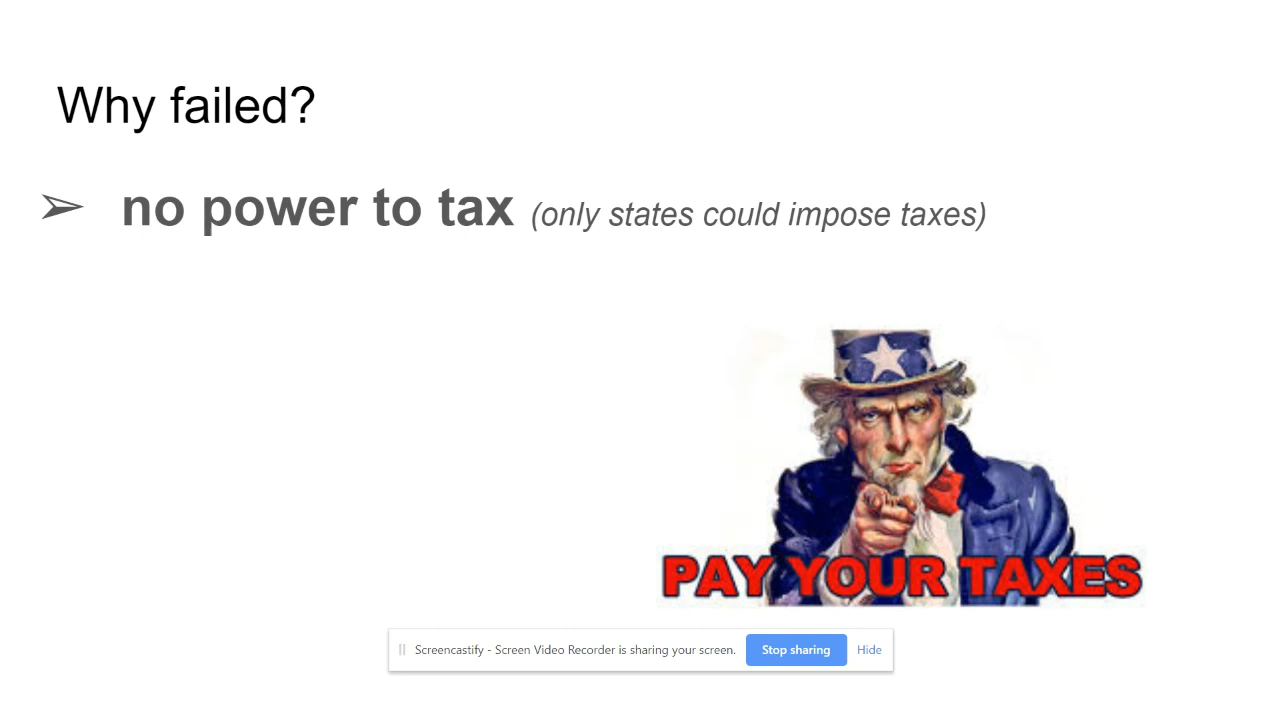 Why failed?
➢ no power to tax (only states could impose taxes)
PAY YOUR TAXES
Screencastify - Screen Video Recorder is sharing your screen. Stop sharing Hide